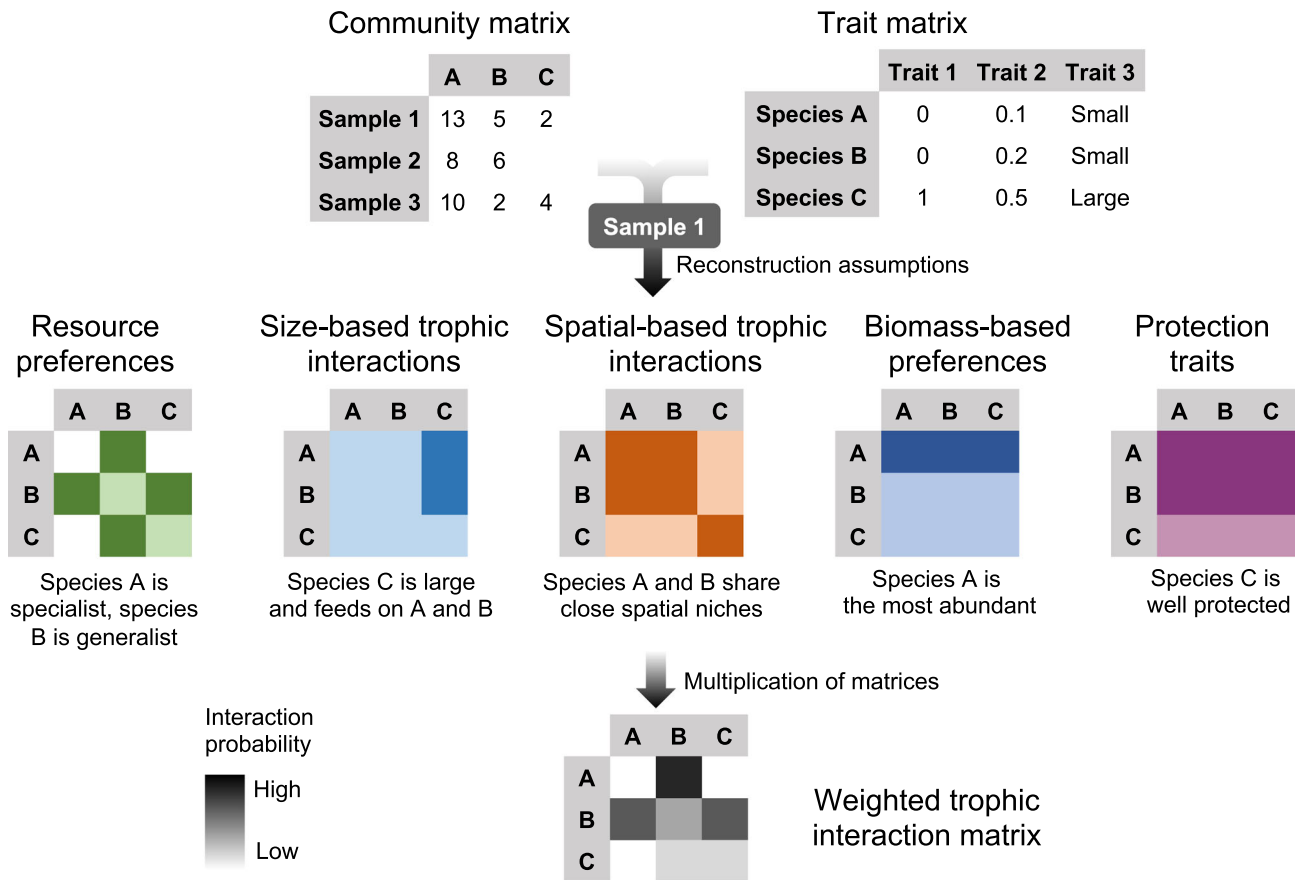 Community matrix
A B C
Sample 1 13 5 2
Sample 2 8 6
Sample 3 10 2 4
Trait matrix
Trait 1 Trait 2 Trait 3
Species A 0 0.1 Small
Species B 0 0.2 Small
Species C 1 0.5 Large
Sample 1
Reconstruction assumptions
Resource
preferences
A B C
A
B
C
Species A is
specialist, species
B is generalist
Size-based trophic
interactions
A B C
A
B
C
Species C is large
and feeds on A and B
Spatial-based trophic
interactions
A B C
A
B
C
Species A and B share
close spatial niches
Biomass-based
preferences
A B C
A
B
C
Species A is
the most abundant
Protection
traits
A B C
A
B
C
Species C is
well protected
Multiplication of matrices
Interaction
probability
High
Low
A B C
A
B
C
Weighted trophic
interaction matrix